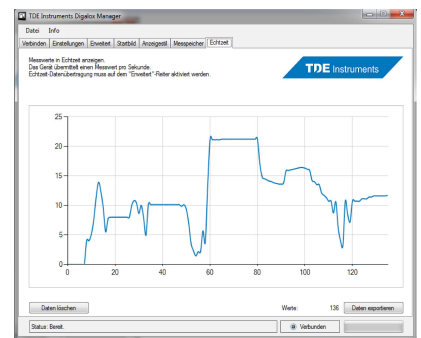 TDE Instruments Digalox Manager
Datei Info
Verbinden Einstellungen Erweitert Startbild Anzeigestil Messspeicher Echtzeit
Messwerte in Echtzeit anzeigen.
Das Gerät übermittelt einen Messwert pro Sekunde.
Echtzeit-Datenübertragung muss auf dem "Erweitert"-Reiter aktiviert werden.
TDE Instruments
25
20
15
10
5
0
0 20 40 60 80 100 120
Daten löschen Werte: 136 Daten exportieren
Status: Bereit. Verbunden